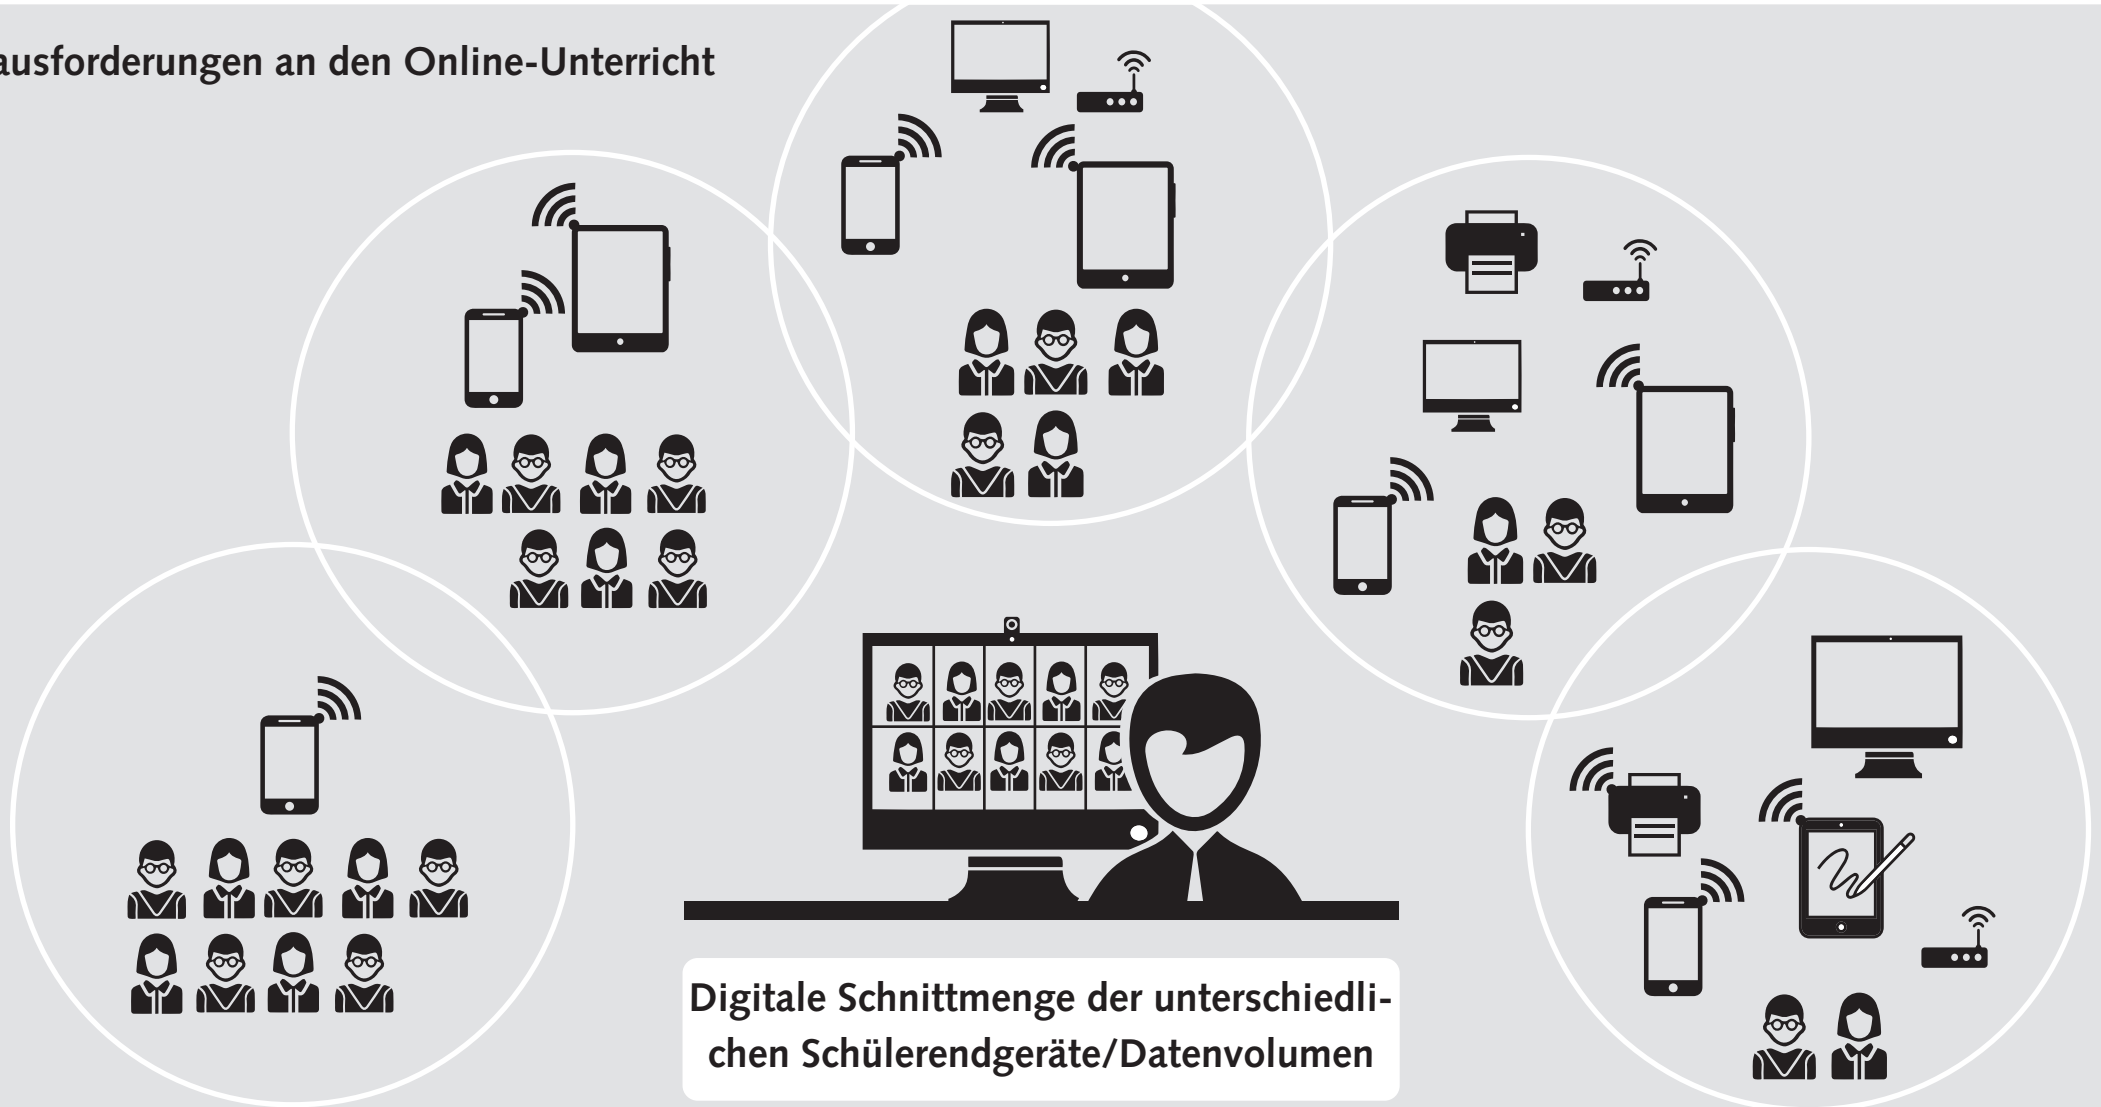 ausforderungen an den Online-Unterricht
Digitale Schnittmenge der unterschiedli-
chen Schülerendgeräte/Datenvolumen